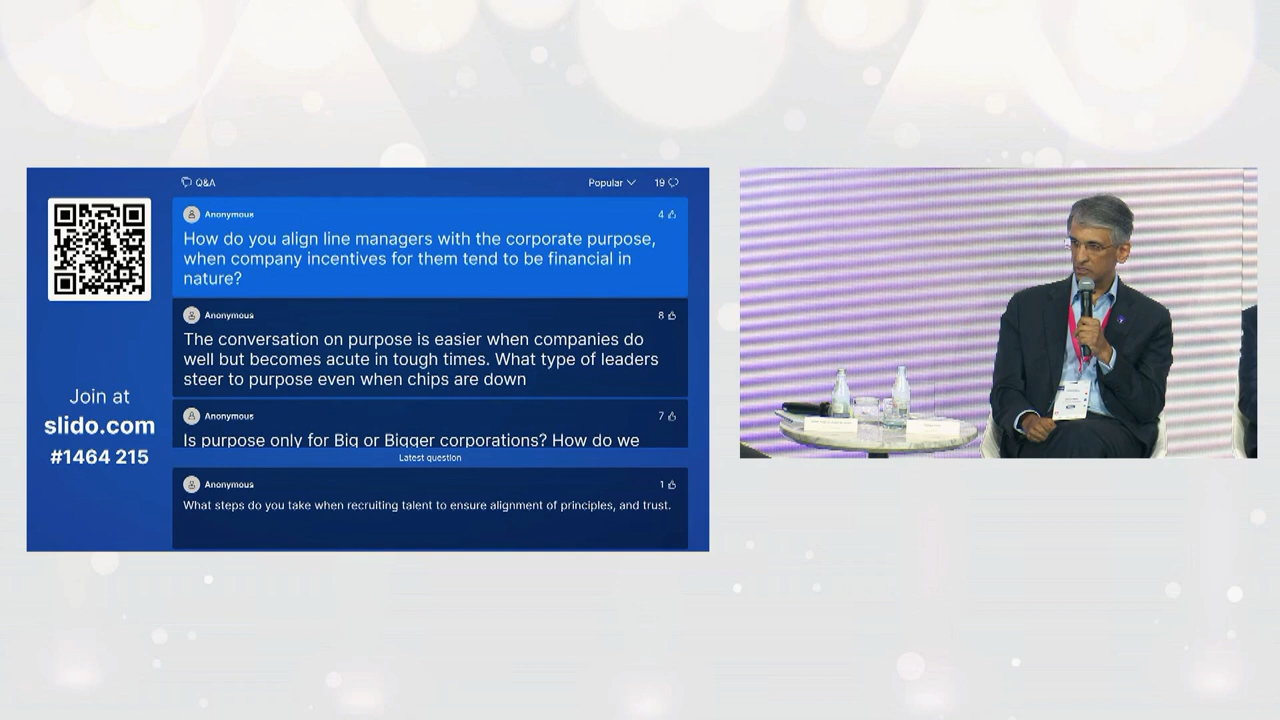 Q&A
Popular
19
Anonymous
4
How do you align line managers with the corporate purpose,
when company incentives for them tend to be financial in
nature?
Anonymous
8
The conversation on purpose is easier when companies do
well but becomes acute in tough times. What type of leaders
steer to purpose even when chips are down
Anonymous
7
Is purpose only for Big or Bigger corporations? How do we
Latest question
Anonymous
1
What steps do you take when recruiting talent to ensure alignment of principles, and trust.
Join at
slido.com
#1464 215